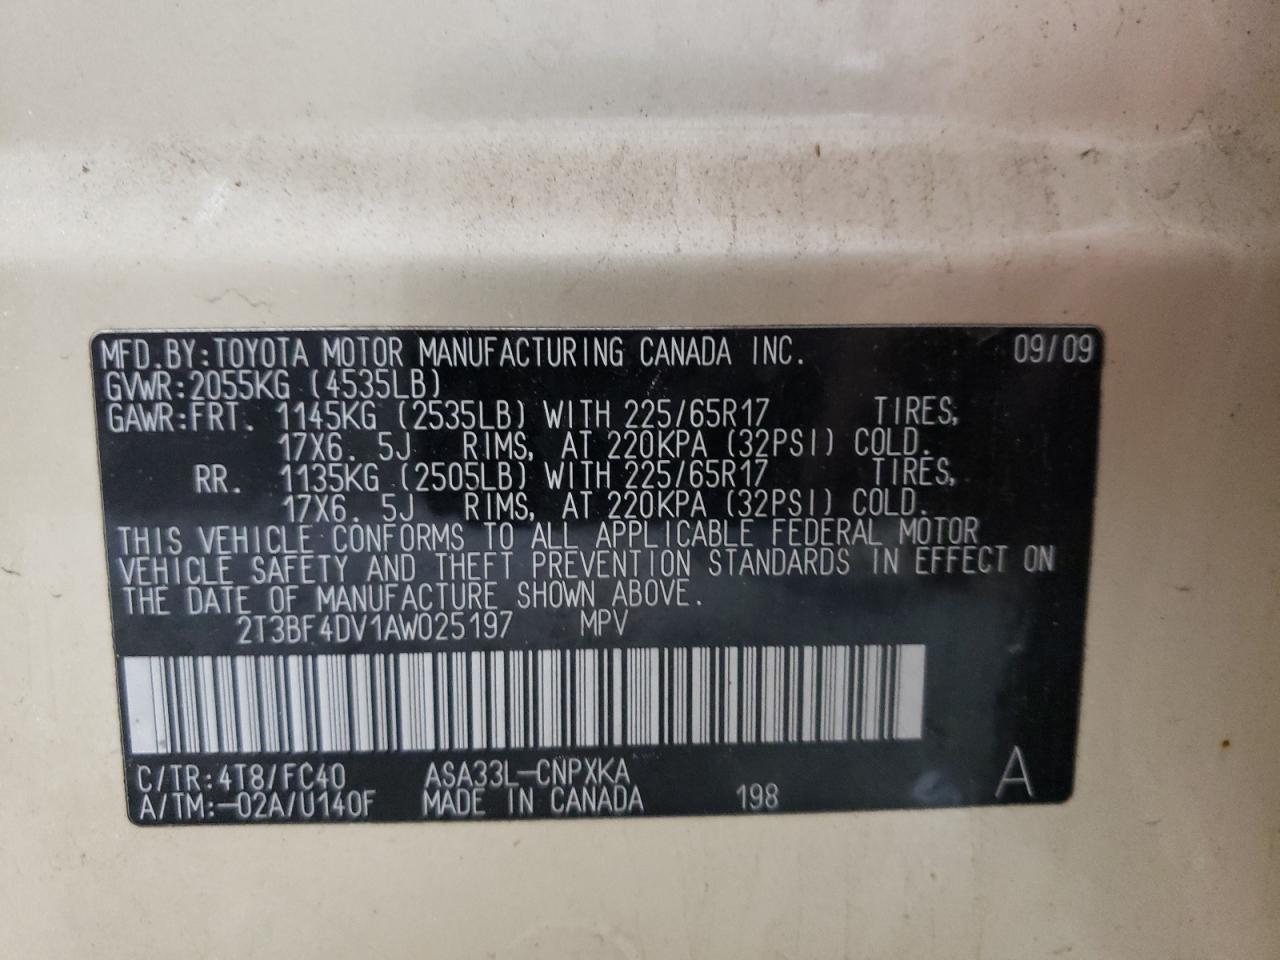 MFD.BY:TOYOTA MOTOR MANUFACTURING CANADA INC. 09/09
GVWR:2055KG (4535LB)
GAWR:FRT. 1145KG (2535LB) WITH 225/65R17 TIRES,
17X6.5J RIMS, AT 220KPA (32PSI) COLD.
RR. 1135KG (2505LB) WITH 225/65R17 TIRES,
17X6.5J RIMS, AT 220KPA (32PSI) COLD.
THIS VEHICLE CONFORMS TO ALL APPLICABLE FEDERAL MOTOR
VEHICLE SAFETY AND THEFT PREVENTION STANDARDS IN EFFECT ON
THE DATE OF MANUFACTURE SHOWN ABOVE.
2T3BF4DV1AW025197 MPV
C/TR:4T8/FC40 ASA33L-CNPXKA A
A/TM:-02A/U140F MADE IN CANADA 198